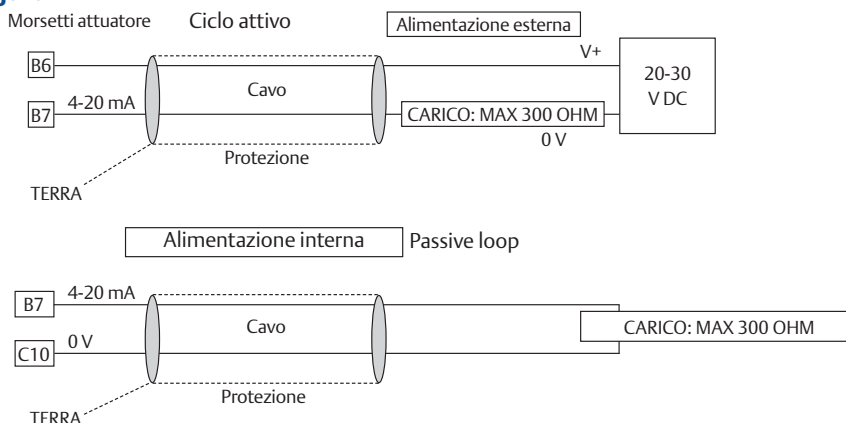 Morsetti attuatore
Ciclo attivo
Alimentazione esterna
V+
B6
20-30
V DC
Cavo
4-20 mA
B7
CARICO: MAX 300 OHM
0 V
Protezione
TERRA
Alimentazione interna
Passive loop
4-20 mA
B7
Cavo
CARICO: MAX 300 OHM
0 V
C10
Protezione
TERRA